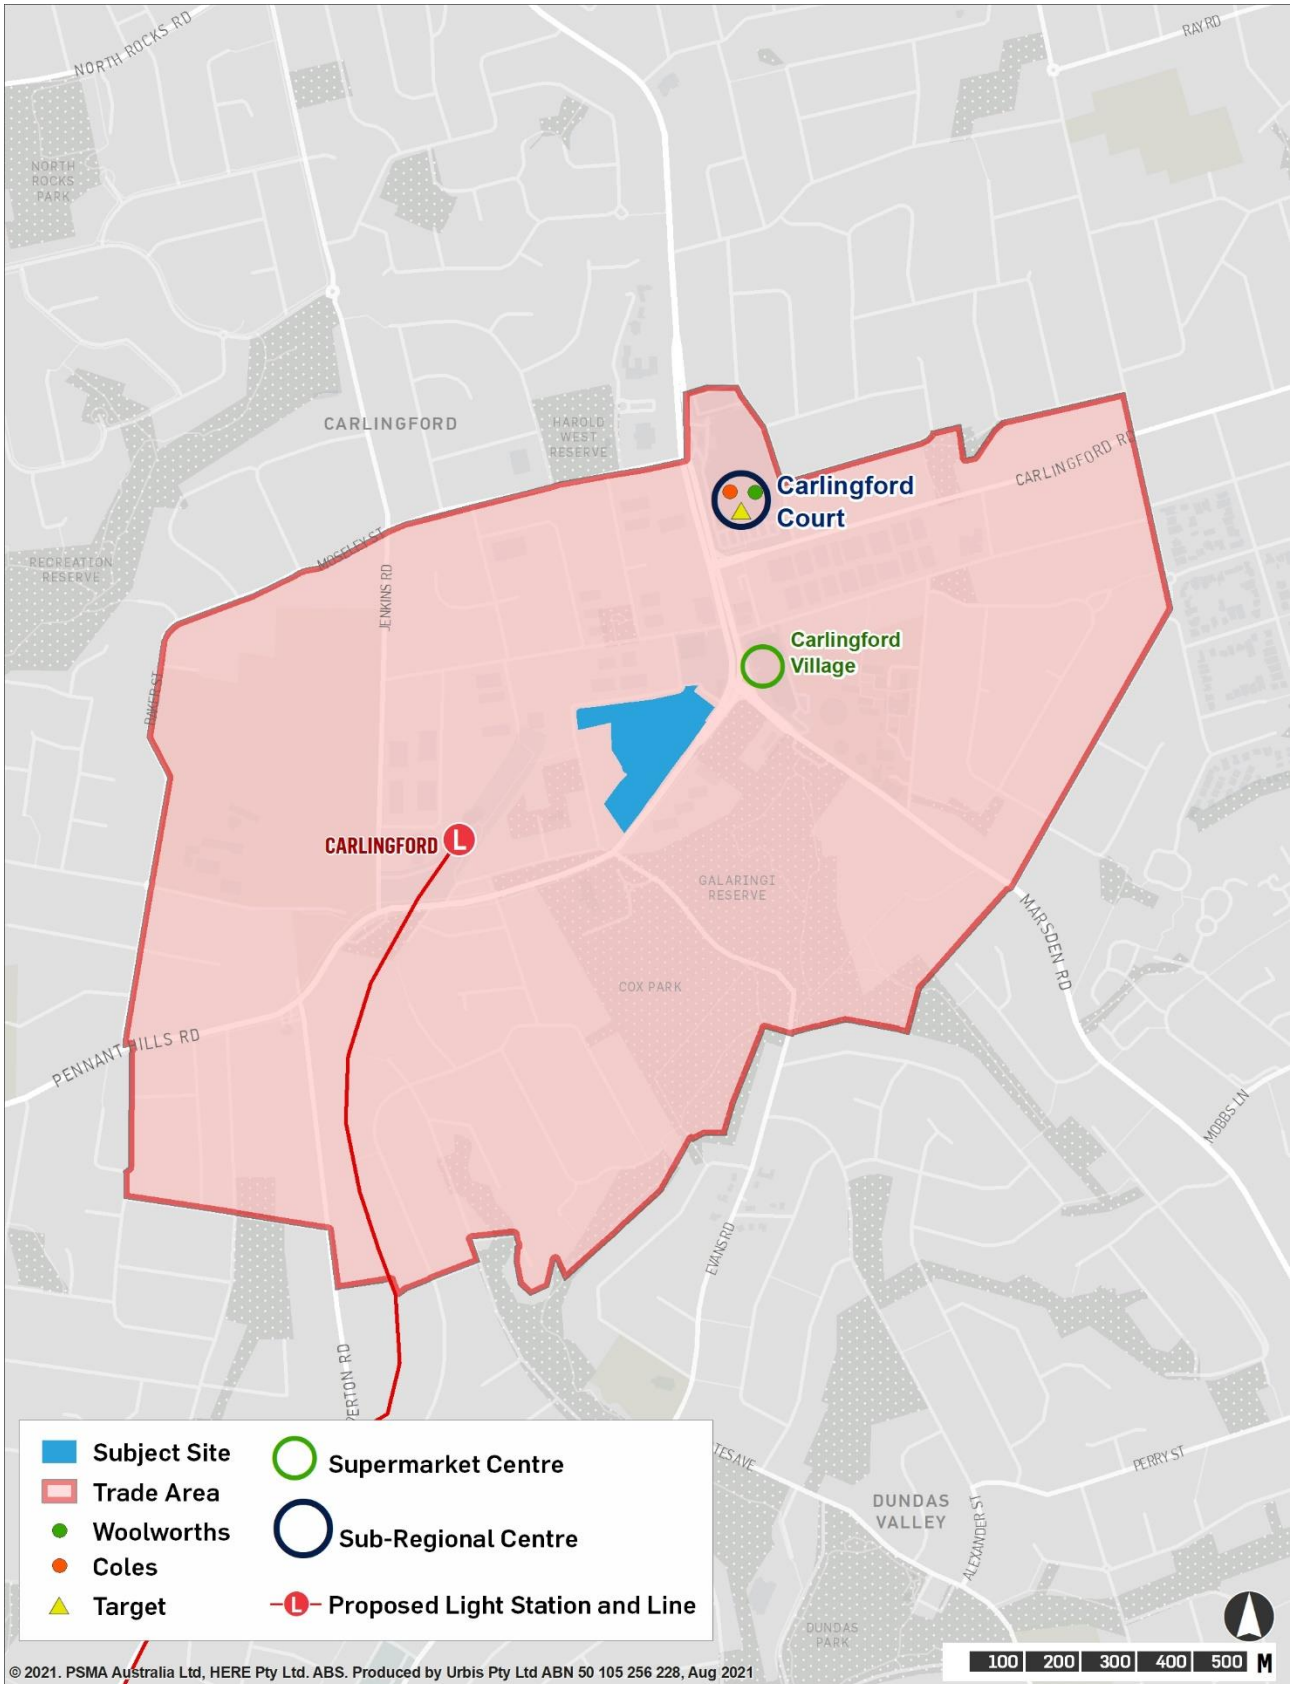 NORTH ROCKS RD
RAY RD
NORTH
ROCKS
PARK
CARLINGFORD
HAROLD
WEST
RESERVE
CARLINGFORD RD
Carlingford
Court
MOSELEY ST
RECREATION
RESERVE
JENKINS RD
Carlingford
Village
BAKER ST
CARLINGFORD
L
GALARINGI
RESERVE
MARSDEN RD
COX PARK
PENNANT HILLS RD
MOBBS LN
EVANS RD
PERTON RD
TES AVE
PERRY ST
DUNDAS
VALLEY
ALEXANDER ST
DUNDAS
PARK
Subject Site
Trade Area
Woolworths
Coles
Target
Supermarket Centre
Sub-Regional Centre
L
Proposed Light Station and Line
100 200 300 400 500 M
© 2021. PSMA Australia Ltd, HERE Pty Ltd. ABS. Produced by Urbis Pty Ltd ABN 50 105 256 228, Aug 2021